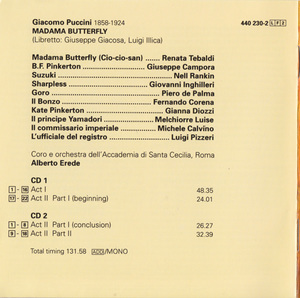 Giacomo Puccini 1858-1924 440 230-2 LF2
MADAMA BUTTERFLY
(Libretto: Giuseppe Giacosa, Luigi Illica)
Madama Butterfly (Cio-cio-san) ....... Renata Tebaldi
B.F. Pinkerton ................ Giuseppe Campora
Suzuki ................................ Nell Rankin
Sharpless ..................... Giovanni Inghilleri
Goro ............................. Piero de Palma
Il Bonzo ........................ Fernando Corena
Kate Pinkerton .................... Gianna Diozzi
Il principe Yamadori ........... Melchiorre Luise
Il commissario imperiale ....... Michele Calvino
L'ufficiale del registro ............. Luigi Pizzeri
Coro e orchestra dell'Accademia di Santa Cecilia, Roma
Alberto Erede
CD 1
1 - 16 Act I 48.35
17 - 22 Act II Part I (beginning) 24.01
CD 2
1 - 8 Act II Part I (conclusion) 26.27
9 - 18 Act II Part II 32.39
Total timing 131.58 ADD/MONO